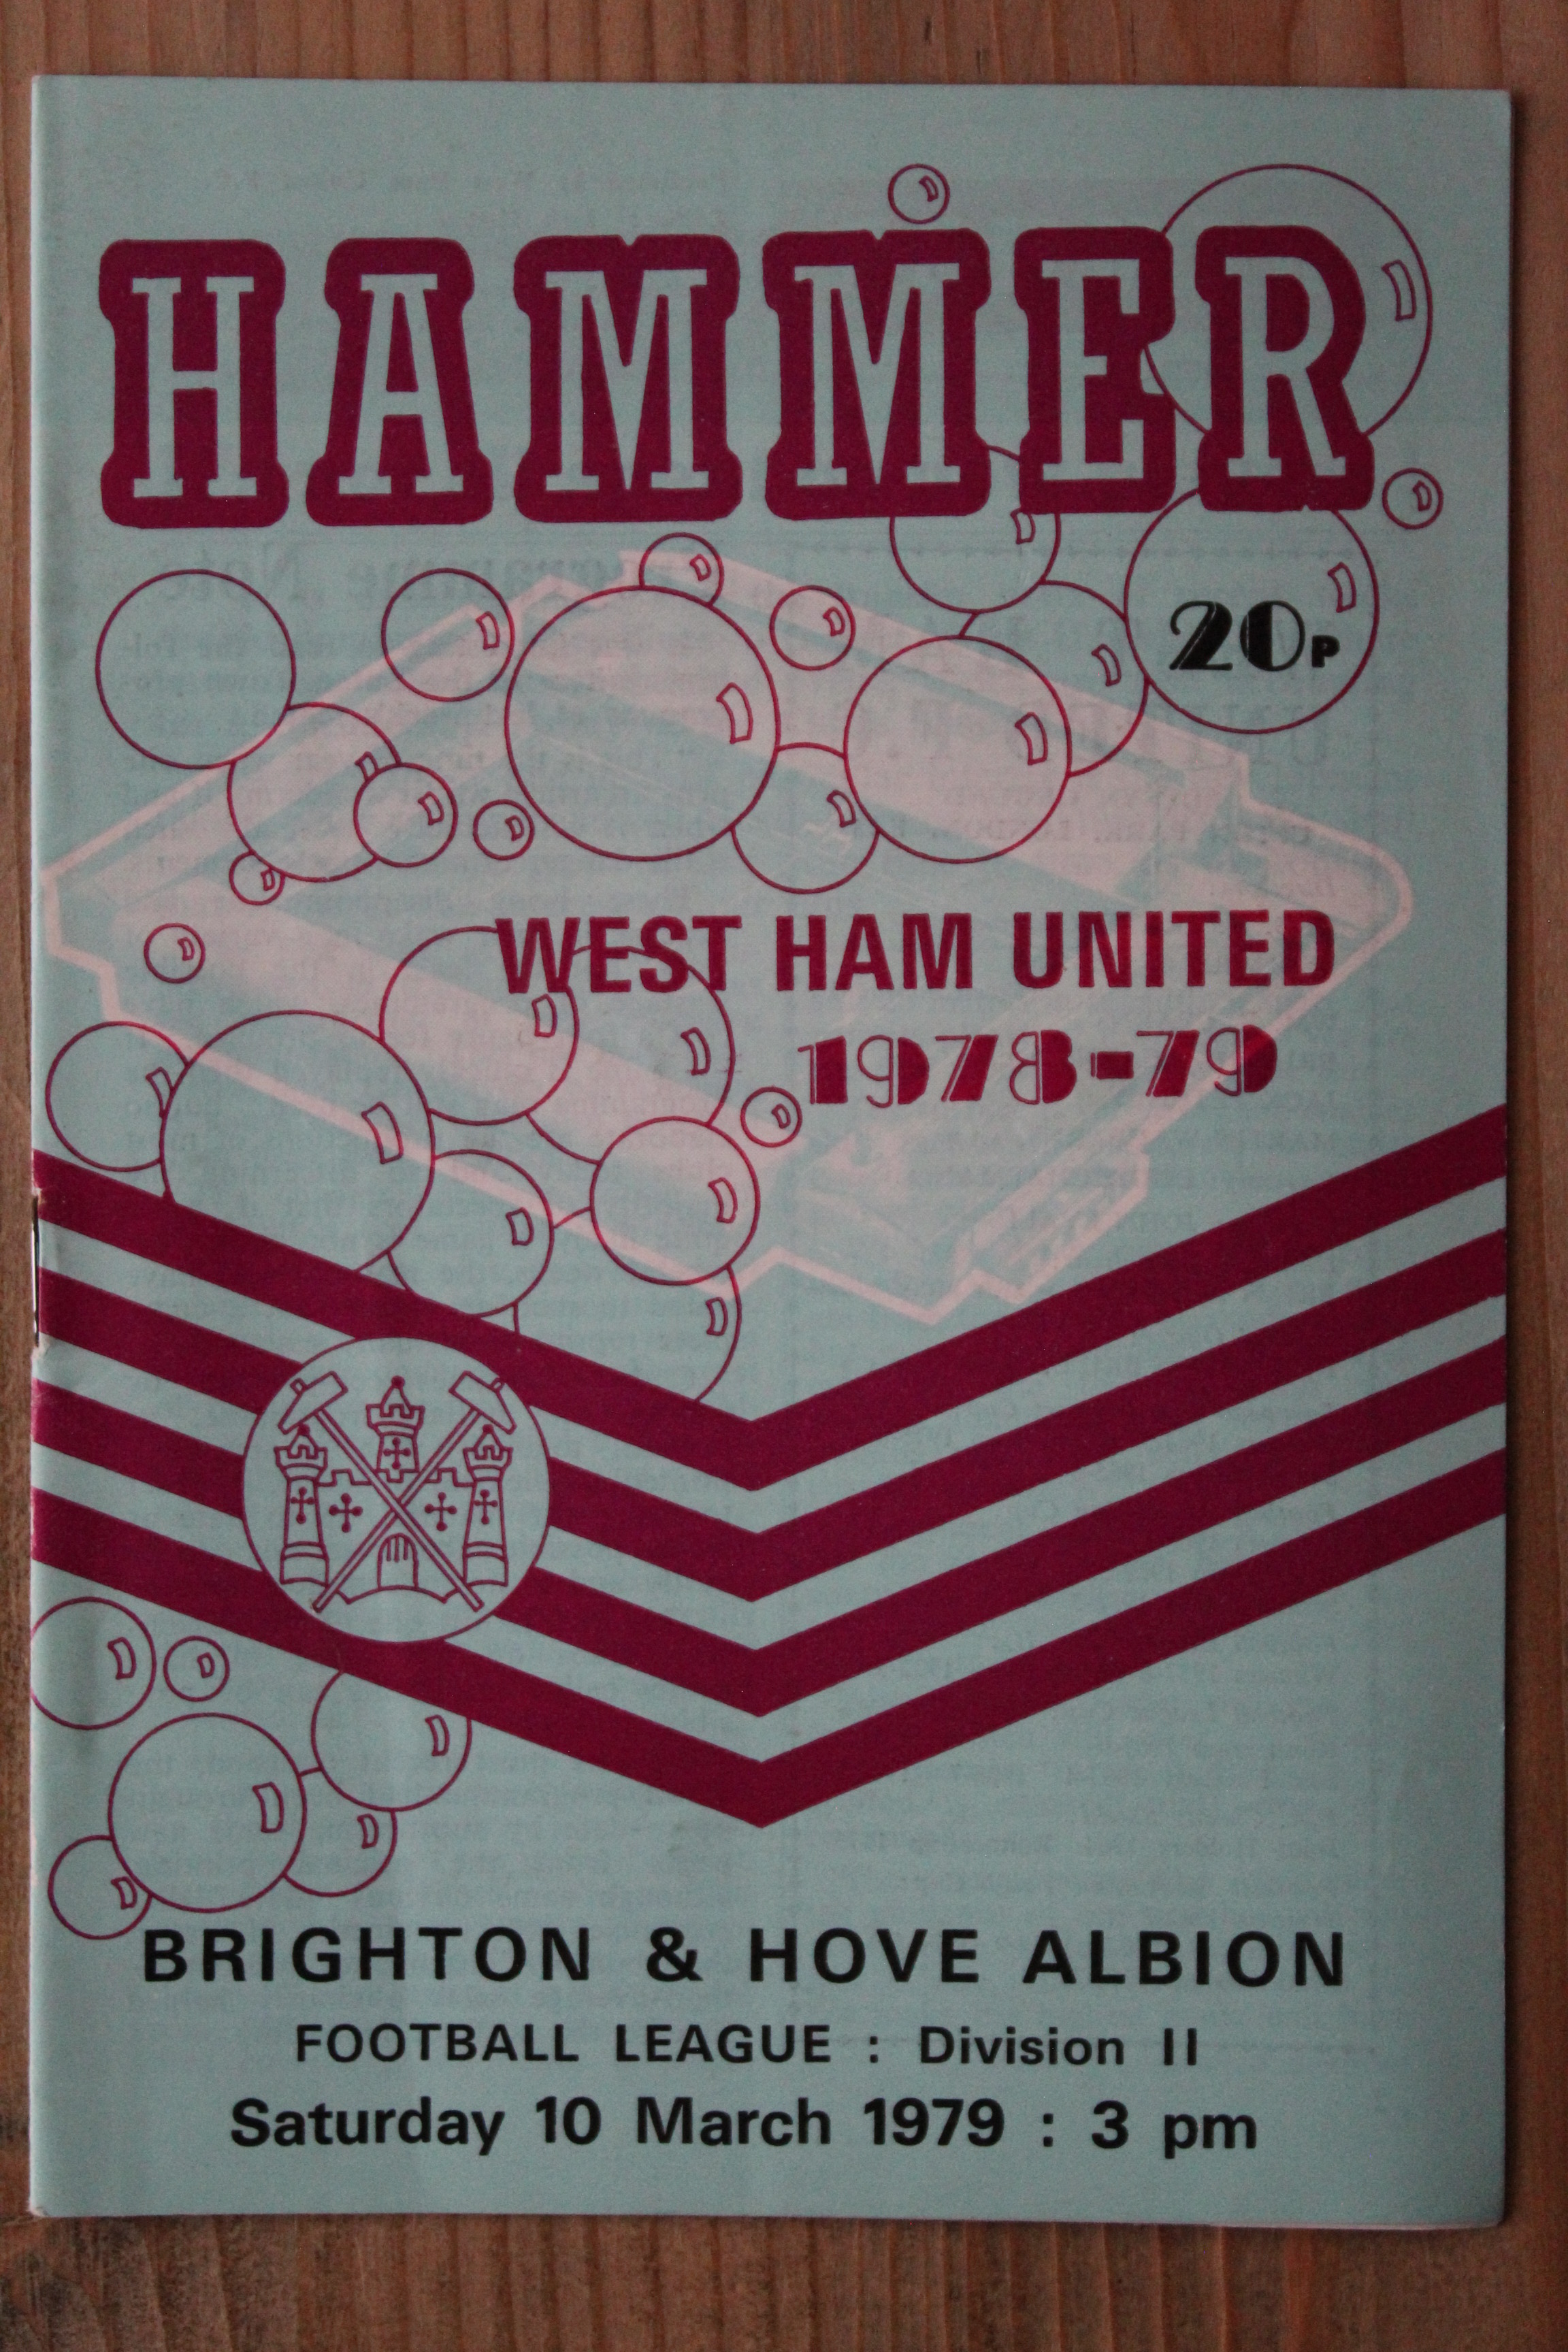 HAMMER
20P
WEST HAM UNITED
1978-79
BRIGHTON & HOVE ALBION
FOOTBALL LEAGUE : Division II
Saturday 10 March 1979 : 3 pm